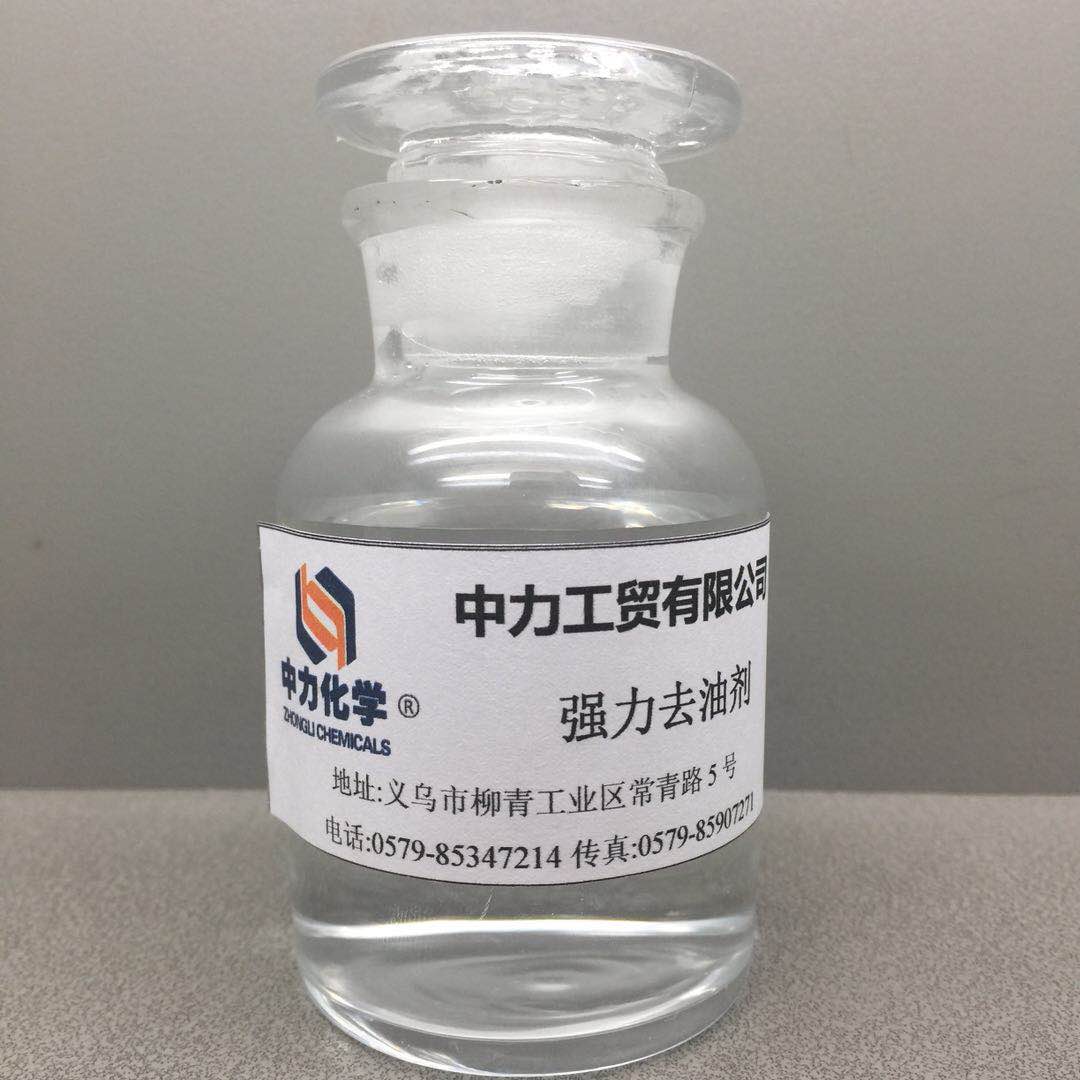 中力工贸有限公司
中力化学®
ZHONGLI CHEMICALS
强力去油剂
地址:义乌市柳青工业区常青路5号
电话:0579-85347214 传真:0579-85907271